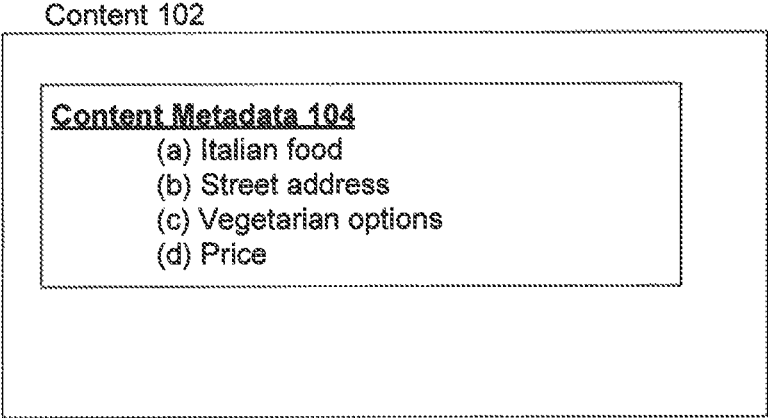 Content 102
Content Metadata 104
(a) Italian food
(b) Street address
(c) Vegetarian options
(d) Price